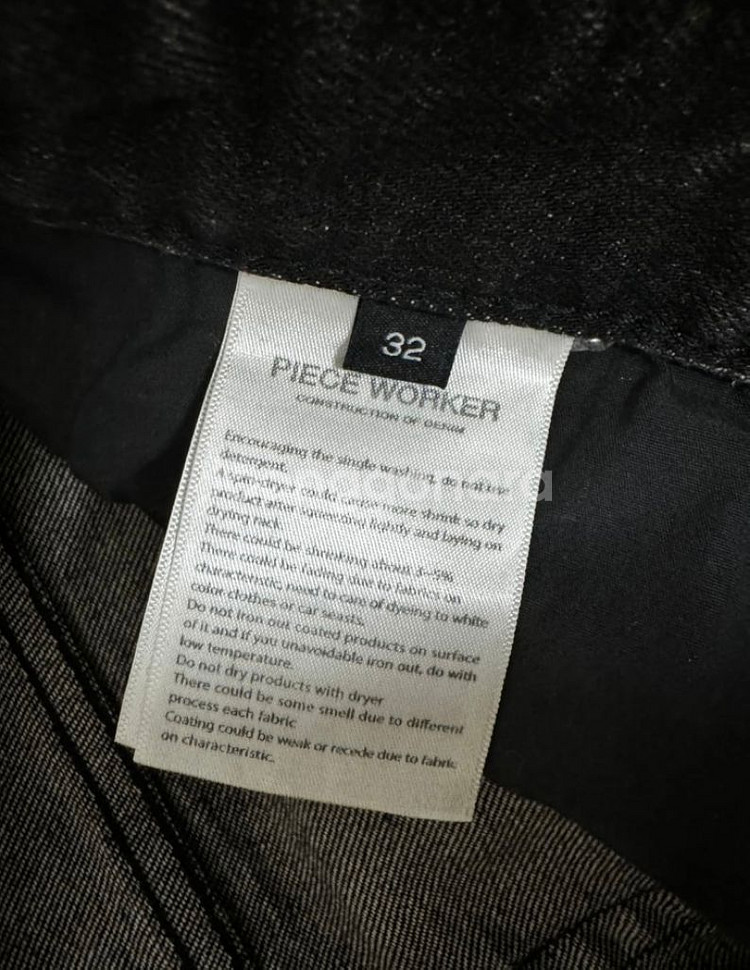 32
PIECE WORKER
CONSTRUCTION OF DENIM
Encouraging the single washing, do not use
detergent.
A spin-dryer could cause more shrink so dry
product after squeezing lightly and laying on
drying rack.
There could be shrinking about 3~5%
There could be fading due to fabrics on
characteristic, need to care of dyeing to white
color clothes or car seasts.
Do not iron out coated products on surface
of it and if you unavoidable iron out, do with
low temperature.
Do not dry products with dryer
There could be some smell due to different
process each fabric
Coating could be weak or recede due to fabric
on characteristic.